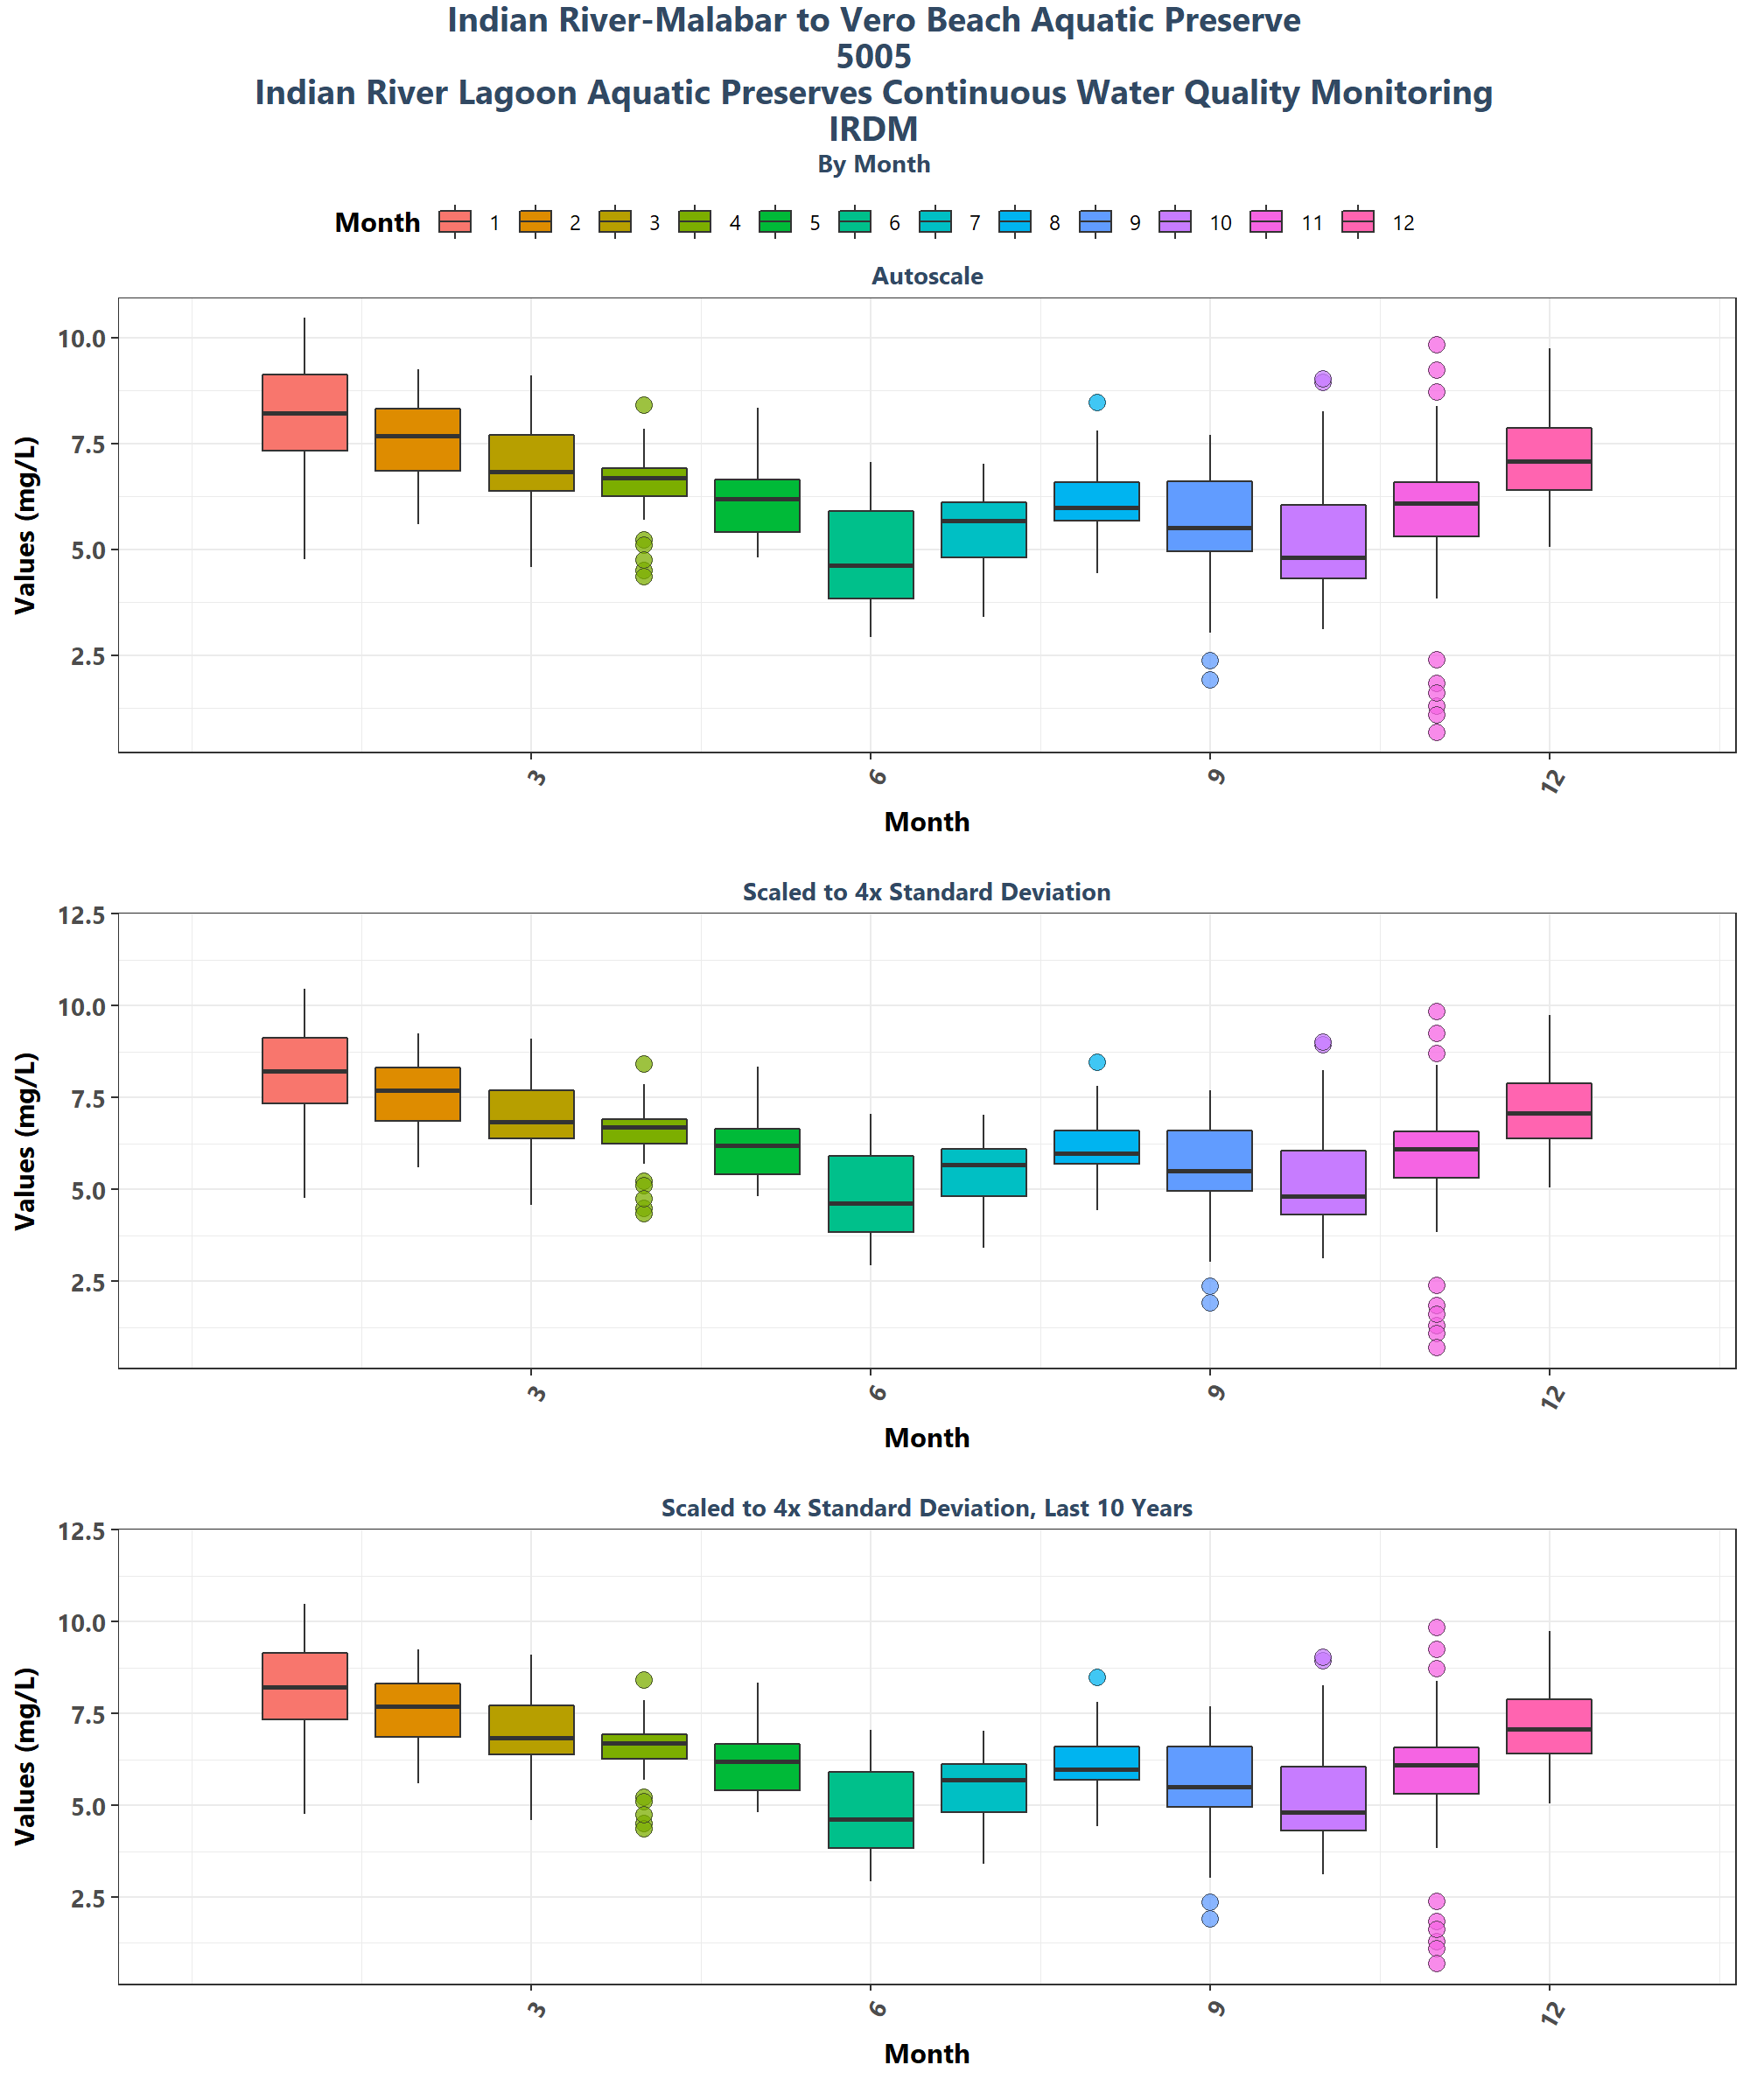 Indian River-Malabar to Vero Beach Aquatic Preserve
5005
Indian River Lagoon Aquatic Preserves Continuous Water Quality Monitoring
IRDM
By Month
Month 1 2 3 4 5 6 7 8 9 10 11 12
Autoscale
Values (mg/L)
10.0
7.5
5.0
2.5
3 6 9 12
Month
Scaled to 4x Standard Deviation
Values (mg/L)
12.5
10.0
7.5
5.0
2.5
3 6 9 12
Month
Scaled to 4x Standard Deviation, Last 10 Years
Values (mg/L)
12.5
10.0
7.5
5.0
2.5
3 6 9 12
Month